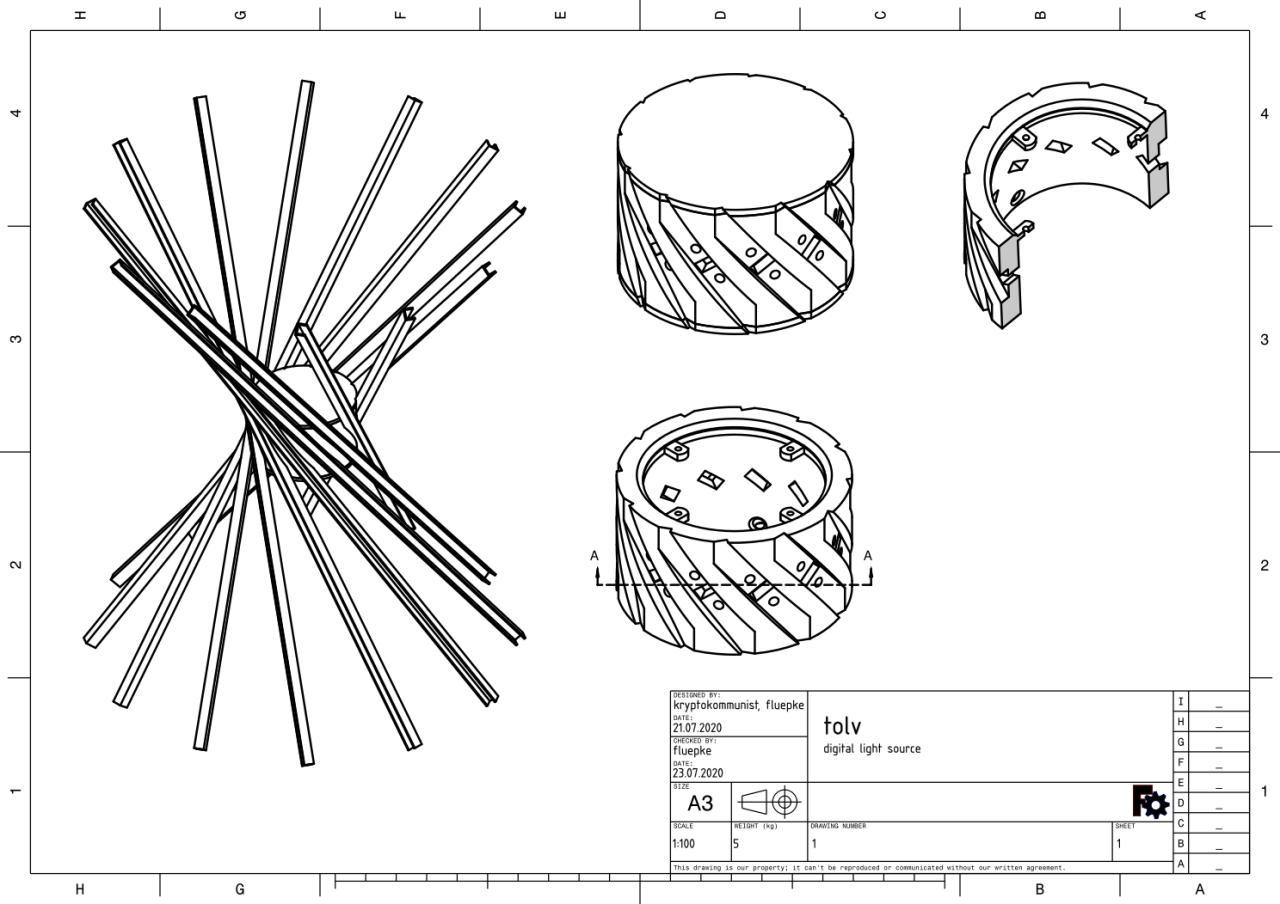 H G F E D C B A
4 4
3 3
A A
2 2
1 1
DESIGNED BY:
kryptokommunist, fluepke
DATE:
21.07.2020
CHECKED BY:
fluepke
DATE:
23.07.2020
tolv
digital light source
SIZE
A3
SCALE
1:100
WEIGHT (kg)
5
DRAWING NUMBER
1
SHEET
1
This drawing is our property; it can't be reproduced or communicated without our written agreement.
I _
H _
G _
F _
E _
D _
C _
B _
A _
H G B A